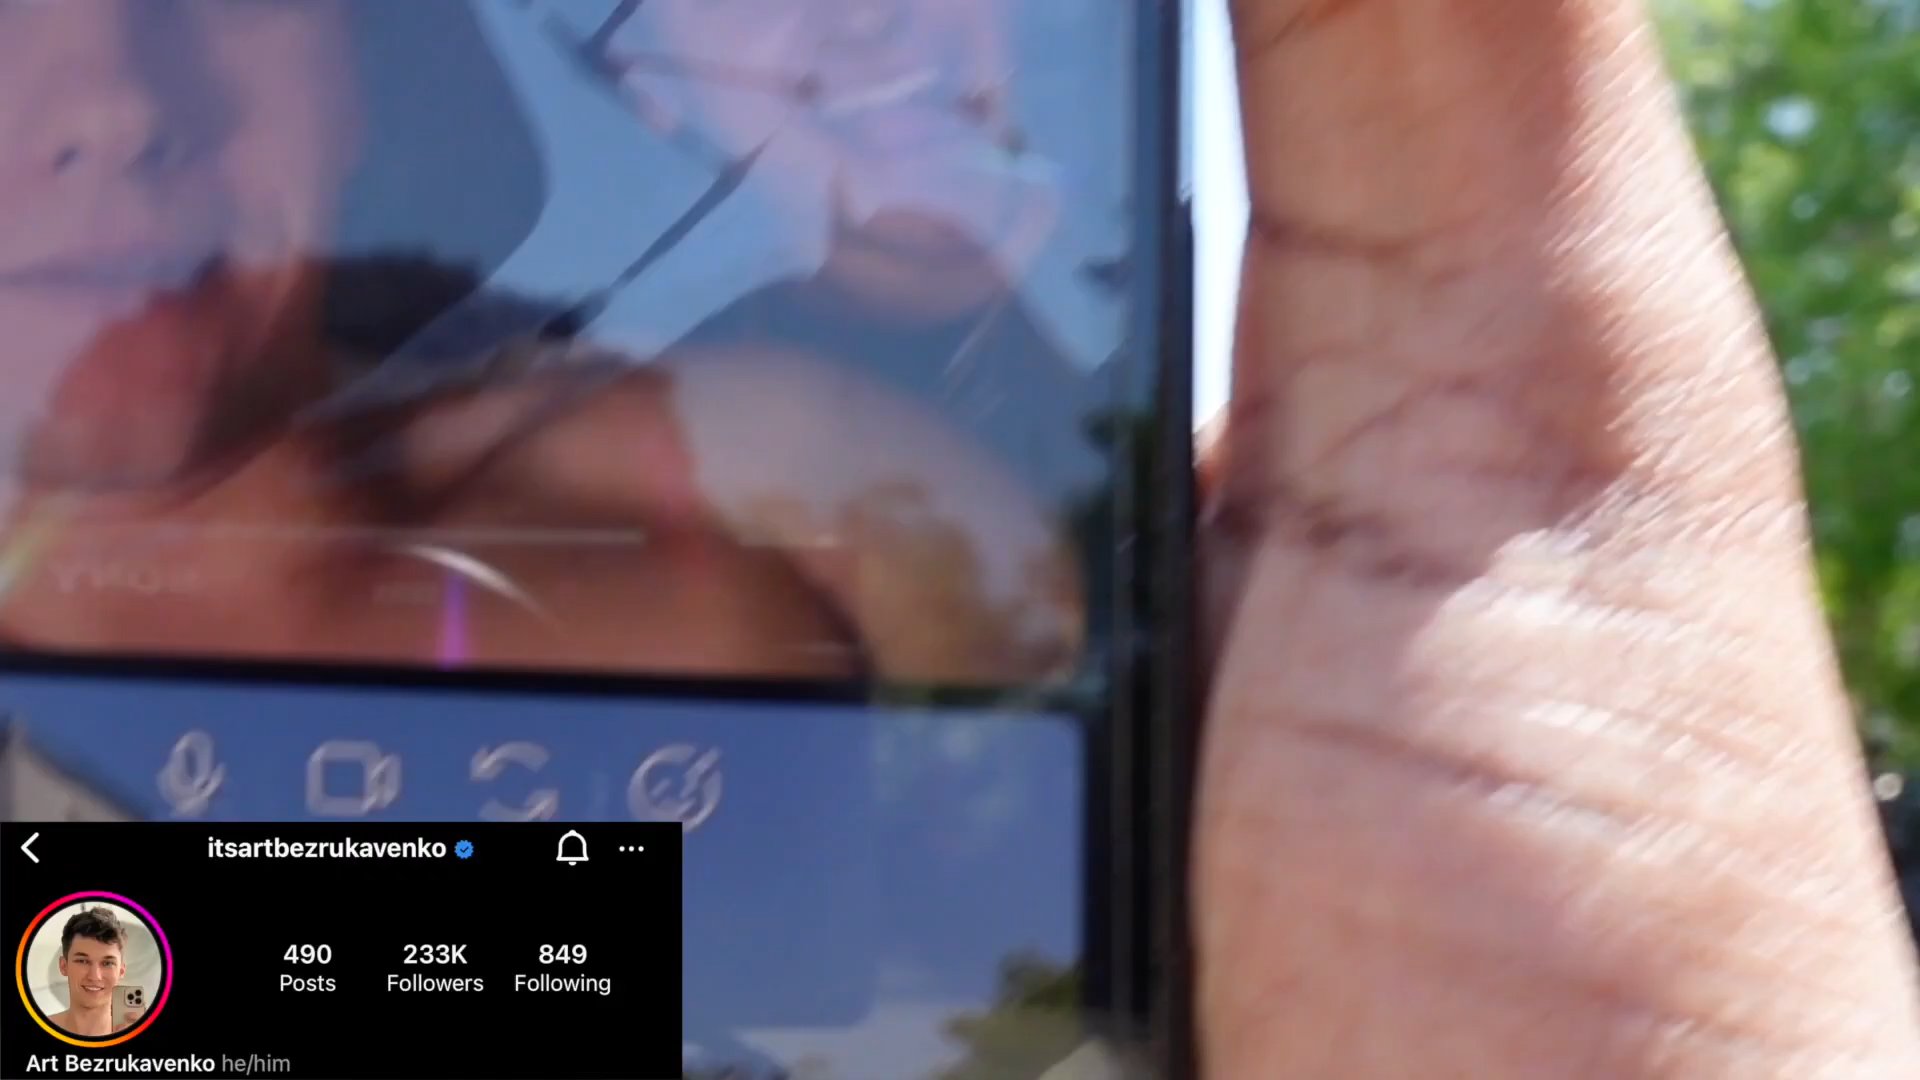 itsartbezrukavenko
490 233K 849
Posts Followers Following
Art Bezrukavenko he/him